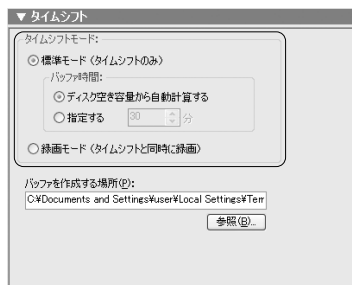 ▼ タイムシフト
タイムシフトモード:
標準モード（タイムシフトのみ）
バッファ時間:
ディスク空き容量から自動計算する
指定する 30 分
録画モード（タイムシフトと同時に録画）
バッファを作成する場所(P):
C:¥Documents and Settings¥user¥Local Settings¥Terr
参照(B)...